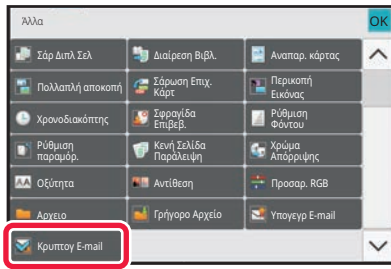 Άλλα
OK
Σάρ Διπλ Σελ
Διαίρεση Βιβλ.
Αναπαρ. κάρτας
Πολλαπλή αποκοπή
Σάρωση Επιχ.
Κάρτ
Περικοπή
Εικόνας
Χρονοδιακόπτης
Σφραγίδα
Επιβεβ.
Ρύθμιση
Φόντου
Ρύθμιση
παραμόρ.
Κενή Σελίδα
Παράλειψη
Χρώμα
Απόρριψης
Οξύτητα
Αντίθεση
Προσαρ. RGB
Αρχειο
Γρήγορο Αρχείο
Υπογεγρ E-mail
Κρυπτογ E-mail